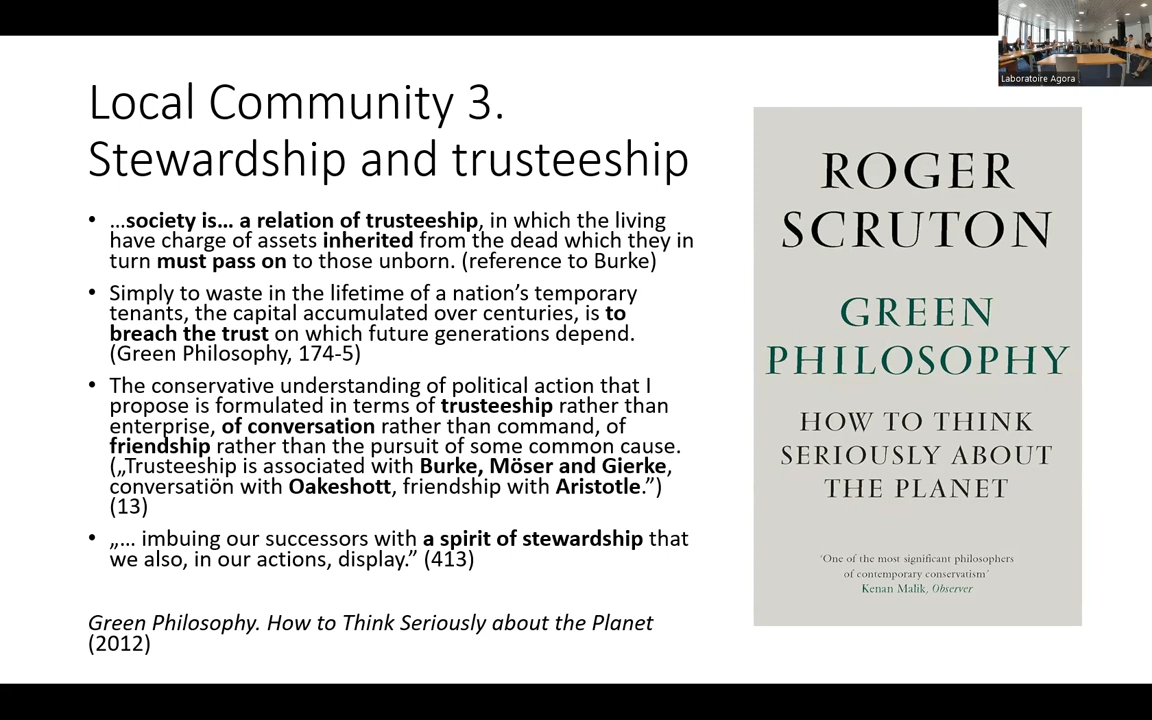 Local Community 3.
Stewardship and trusteeship
• …society is… a relation of trusteeship, in which the living
have charge of assets inherited from the dead which they in
turn must pass on to those unborn. (reference to Burke)
• Simply to waste in the lifetime of a nation’s temporary
tenants, the capital accumulated over centuries, is to
breach the trust on which future generations depend.
(Green Philosophy, 174-5)
• The conservative understanding of political action that I
propose is formulated in terms of trusteeship rather than
enterprise, of conversation rather than command, of
friendship rather than the pursuit of some common cause.
(„Trusteeship is associated with Burke, Möser and Gierke,
conversatiön with Oakeshott, friendship with Aristotle.”)
(13)
• „… imbuing our successors with a spirit of stewardship that
we also, in our actions, display.” (413)
Green Philosophy. How to Think Seriously about the Planet
(2012)
ROGER
SCRUTON
GREEN
PHILOSOPHY
HOW TO THINK
SERIOUSLY ABOUT
THE PLANET
‘One of the most significant philosophers
of contemporary conservatism’
Kenan Malik, Observer
Laboratoire Agora